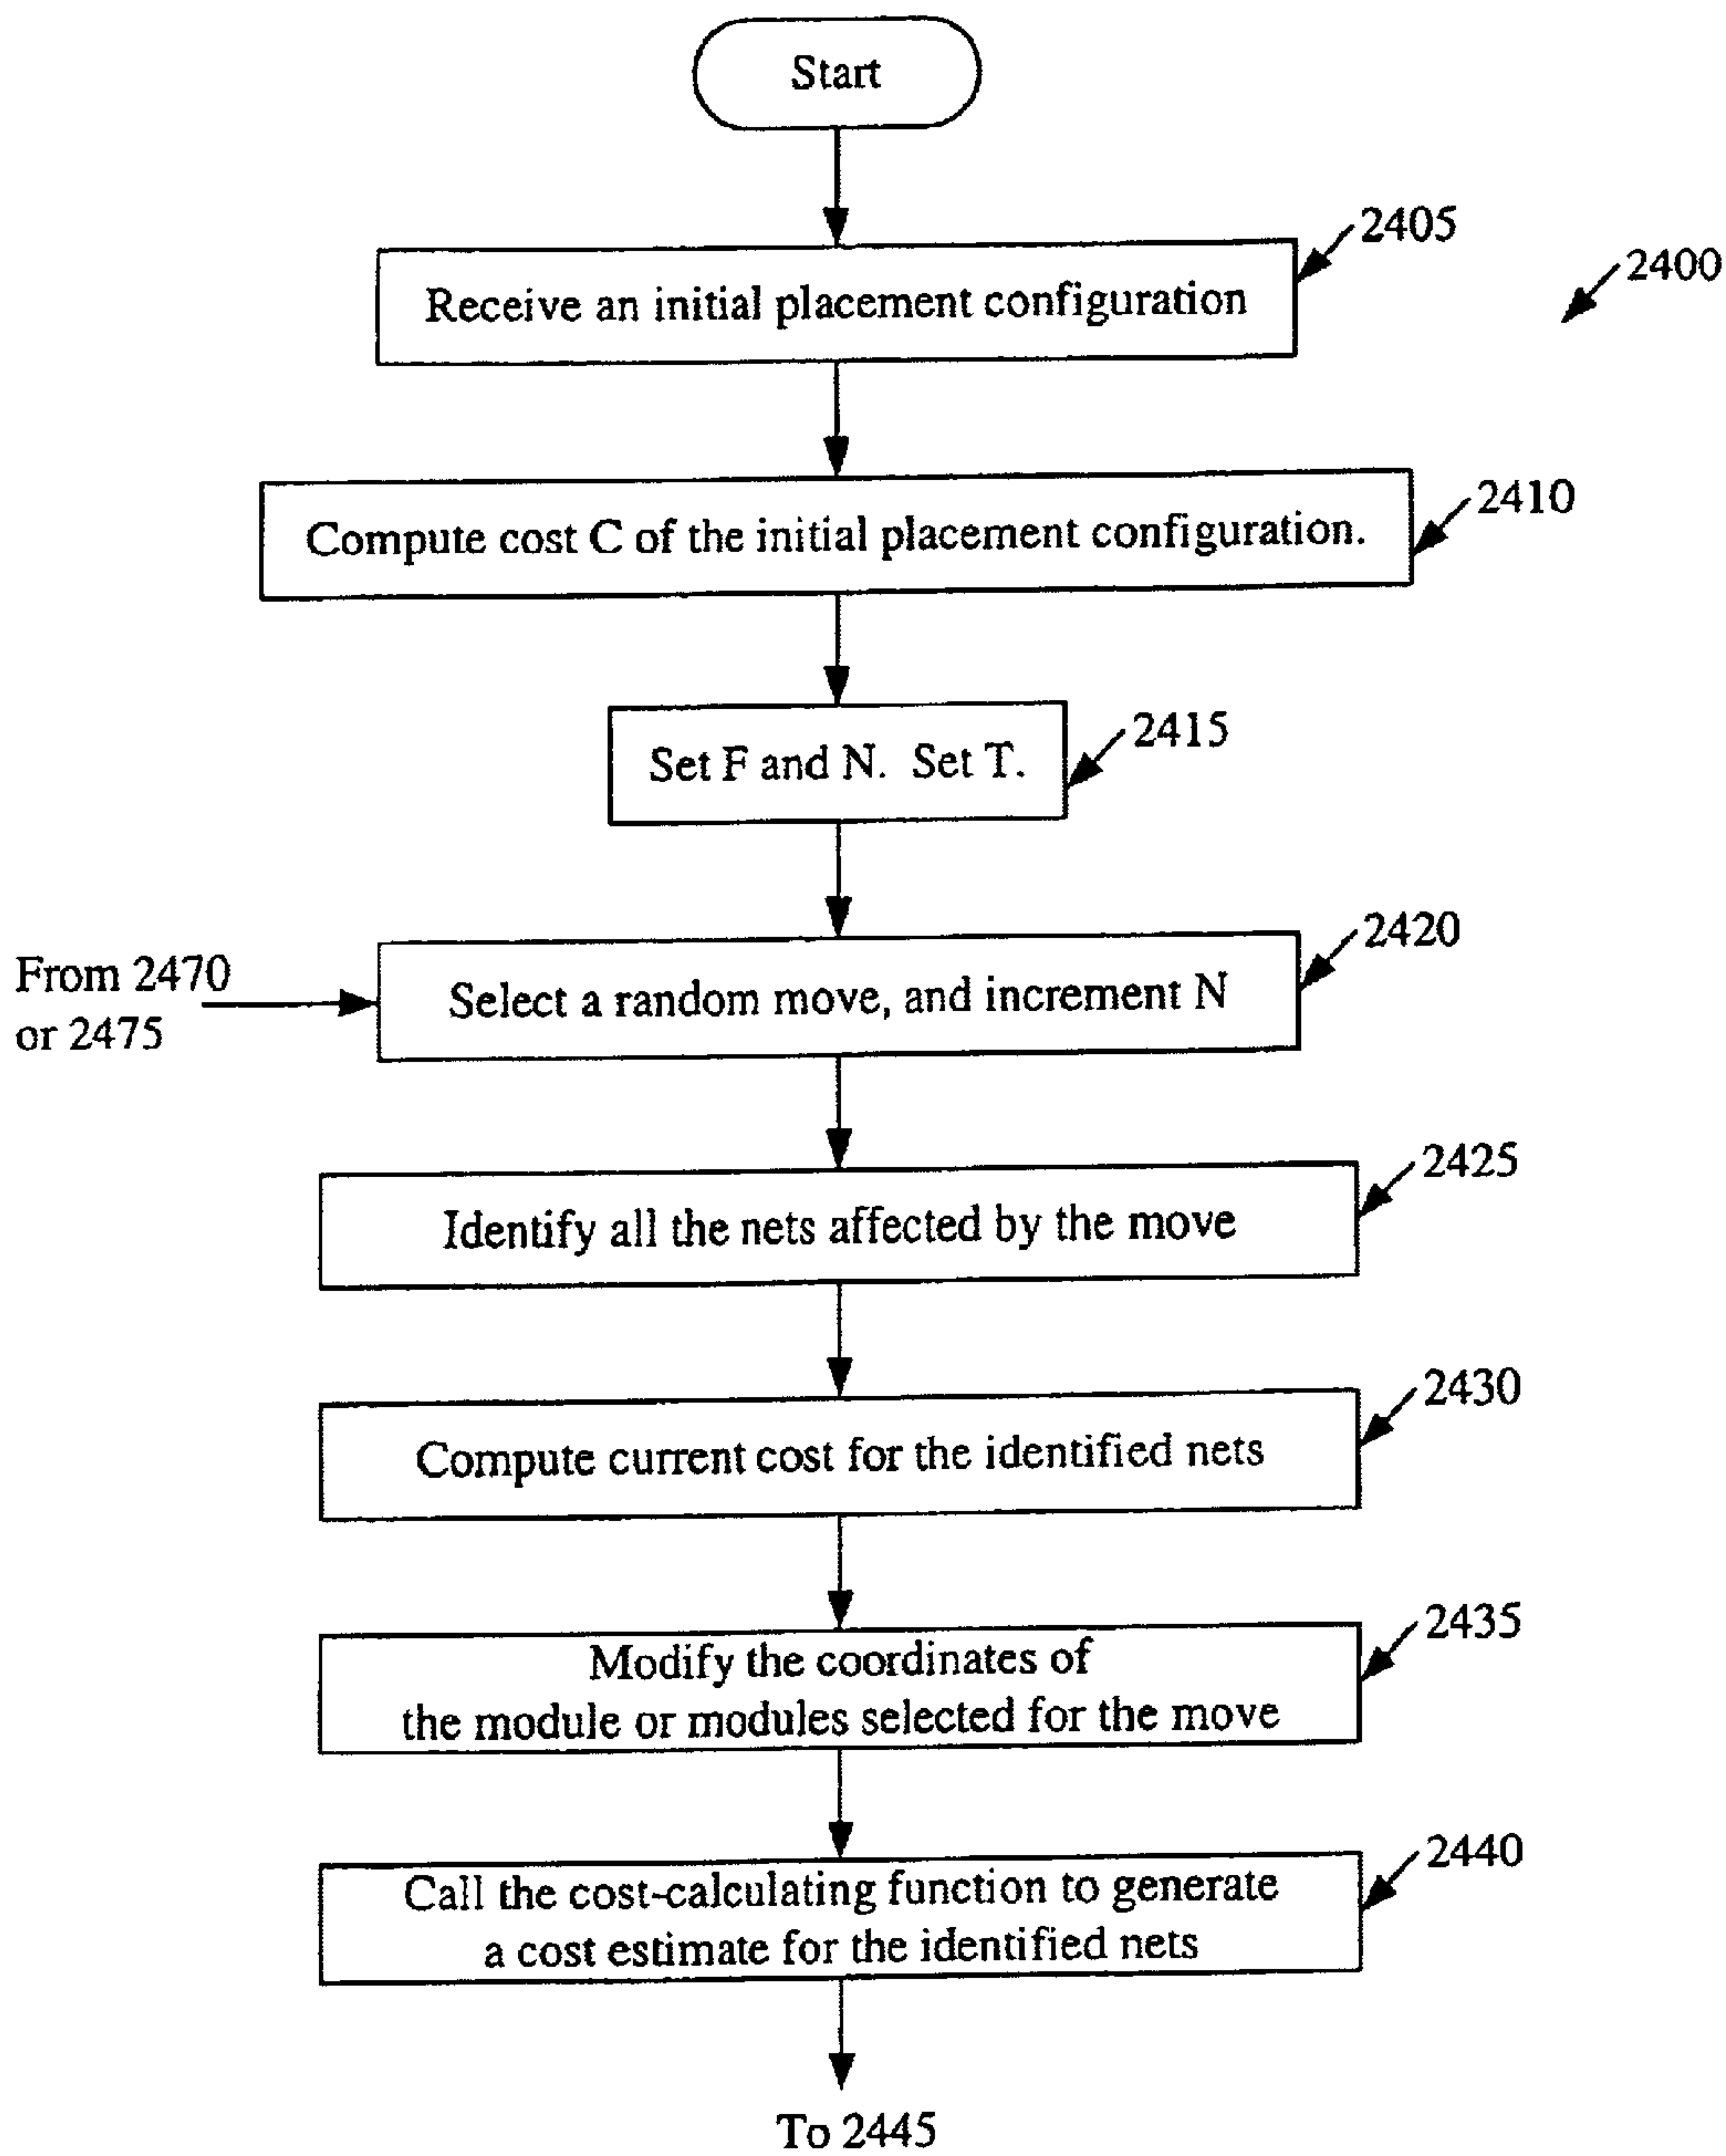 Start
2405
2400
Receive an initial placement configuration
2410
Compute cost C of the initial placement configuration.
2415
Set F and N. Set T.
2420
From 2470
or 2475
Select a random move, and increment N
2425
Identify all the nets affected by the move
2430
Compute current cost for the identified nets
2435
Modify the coordinates of
the module or modules selected for the move
2440
Call the cost-calculating function to generate
a cost estimate for the identified nets
To 2445